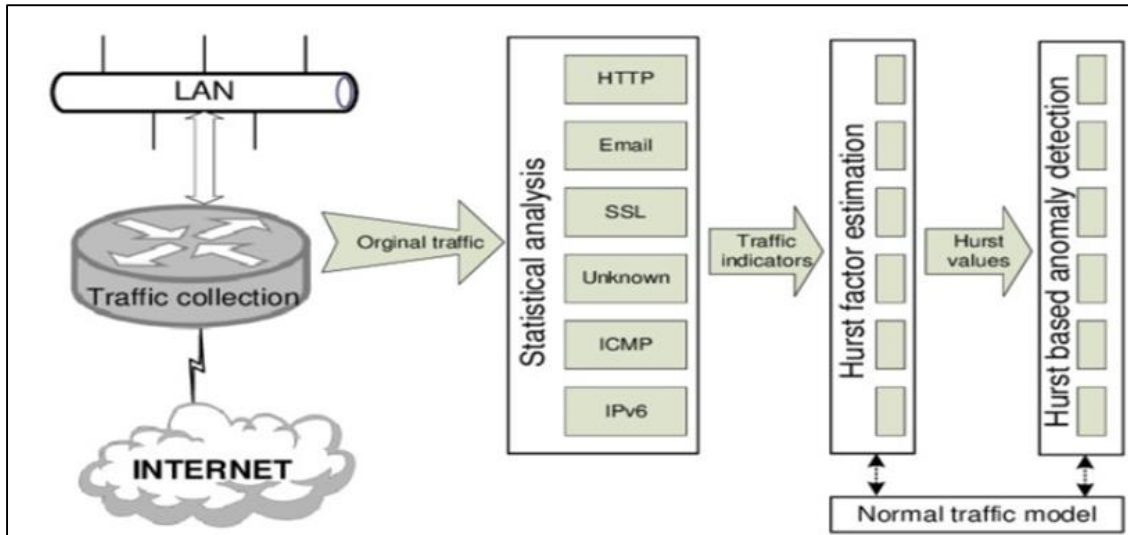 LAN
Traffic collection
INTERNET
Orginal traffic
Statistical analysis
HTTP
Email
SSL
Unknown
ICMP
IPv6
Traffic
indicators
Hurst factor estimation
Hurst
values
Hurst based anomaly detection
Normal traffic model